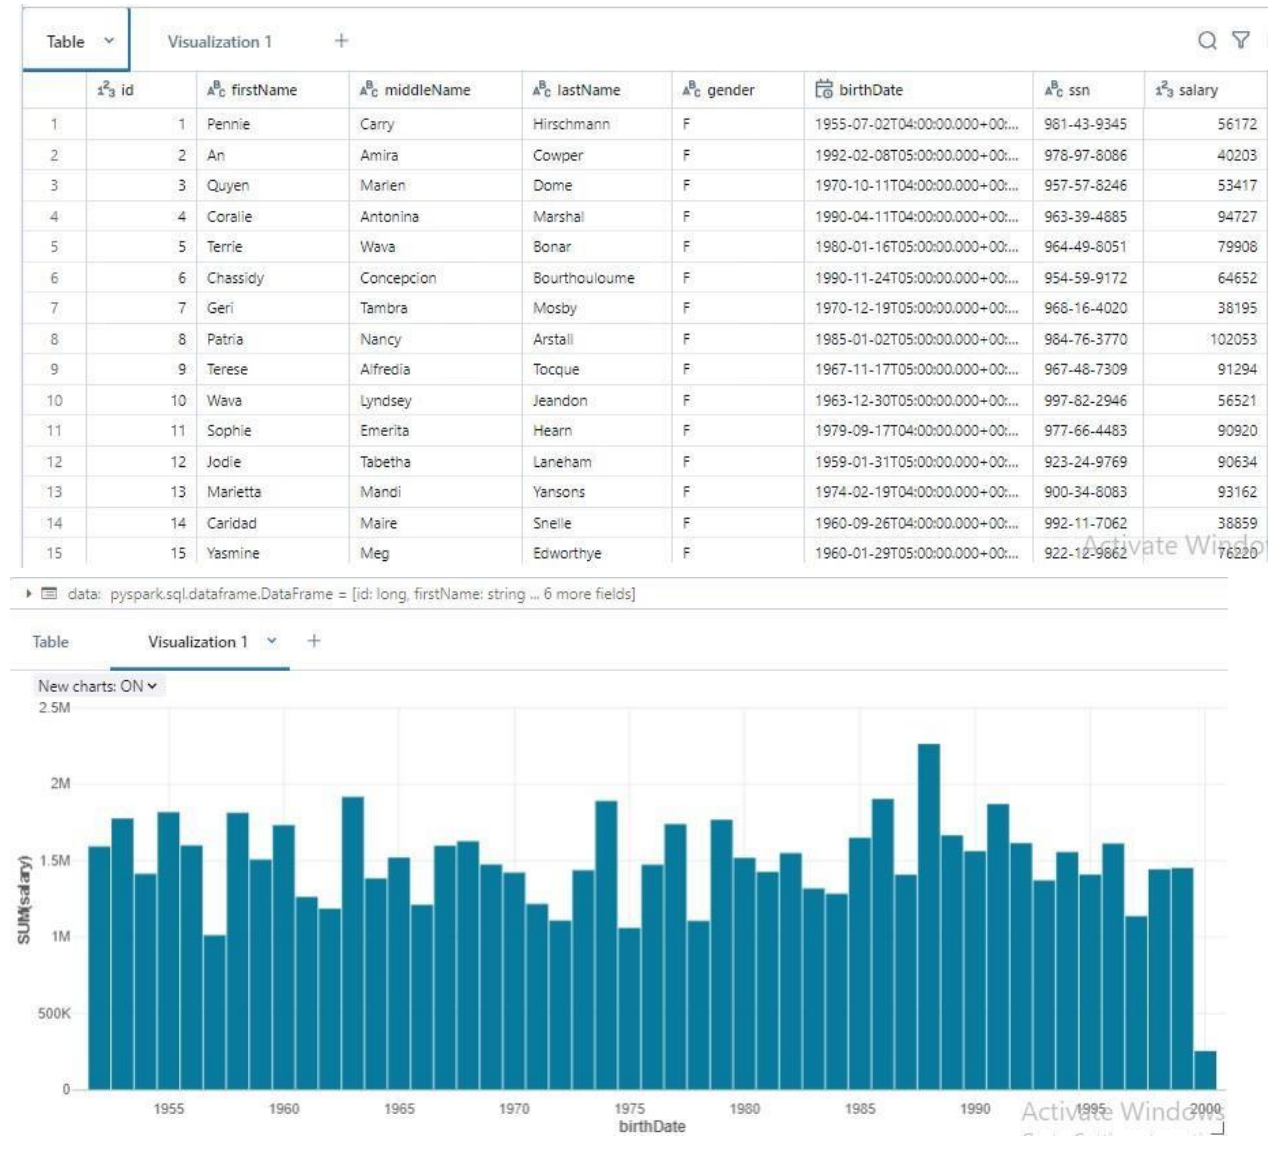 Table Visualization 1 +
123 id ABC firstName ABC middleName ABC lastName ABC gender birthDate ABC ssn 123 salary
1 1 Pennie Carry Hirschmann F 1955-07-02T04:00:00.000+00:... 981-43-9345 56172
2 2 An Amira Cowper F 1992-02-08T05:00:00.000+00:... 978-97-8086 40203
3 3 Quyen Marlen Dome F 1970-10-11T04:00:00.000+00:... 957-57-8246 53417
4 4 Coralie Antonina Marshal F 1990-04-11T04:00:00.000+00:... 963-39-4885 94727
5 5 Terrie Wava Bonar F 1980-01-16T05:00:00.000+00:... 964-49-8051 79908
6 6 Chassidy Concepcion Bourthouloume F 1990-11-24T05:00:00.000+00:... 954-59-9172 64652
7 7 Geri Tambra Mosby F 1970-12-19T05:00:00.000+00:... 968-16-4020 38195
8 8 Patria Nancy Arstall F 1985-01-02T05:00:00.000+00:... 984-76-3770 102053
9 9 Terese Alfredia Tocque F 1967-11-17T05:00:00.000+00:... 967-48-7309 91294
10 10 Wava Lyndsey Jeandon F 1963-12-30T05:00:00.000+00:... 997-82-2946 56521
11 11 Sophie Emerita Hearn F 1979-09-17T04:00:00.000+00:... 977-66-4483 90920
12 12 Jodie Tabetha Laneham F 1959-01-31T05:00:00.000+00:... 923-24-9769 90634
13 13 Marietta Mandi Yansons F 1974-02-19T04:00:00.000+00:... 900-34-8083 93162
14 14 Caridad Maire Snelle F 1960-09-26T04:00:00.000+00:... 992-11-7062 38859
15 15 Yasmine Meg Edworthye F 1960-01-29T05:00:00.000+00:... 922-12-9862 76220
Activate Windo
data: pyspark.sql.dataframe.DataFrame = [id: long, firstName: string ... 6 more fields]
Table Visualization 1 +
New charts: ON
2.5M
2M
1.5M
SUM(salary)
1M
500K
0
1955 1960 1965 1970 1975 1980 1985 1990 1995 2000
Activate Windows
birthDate